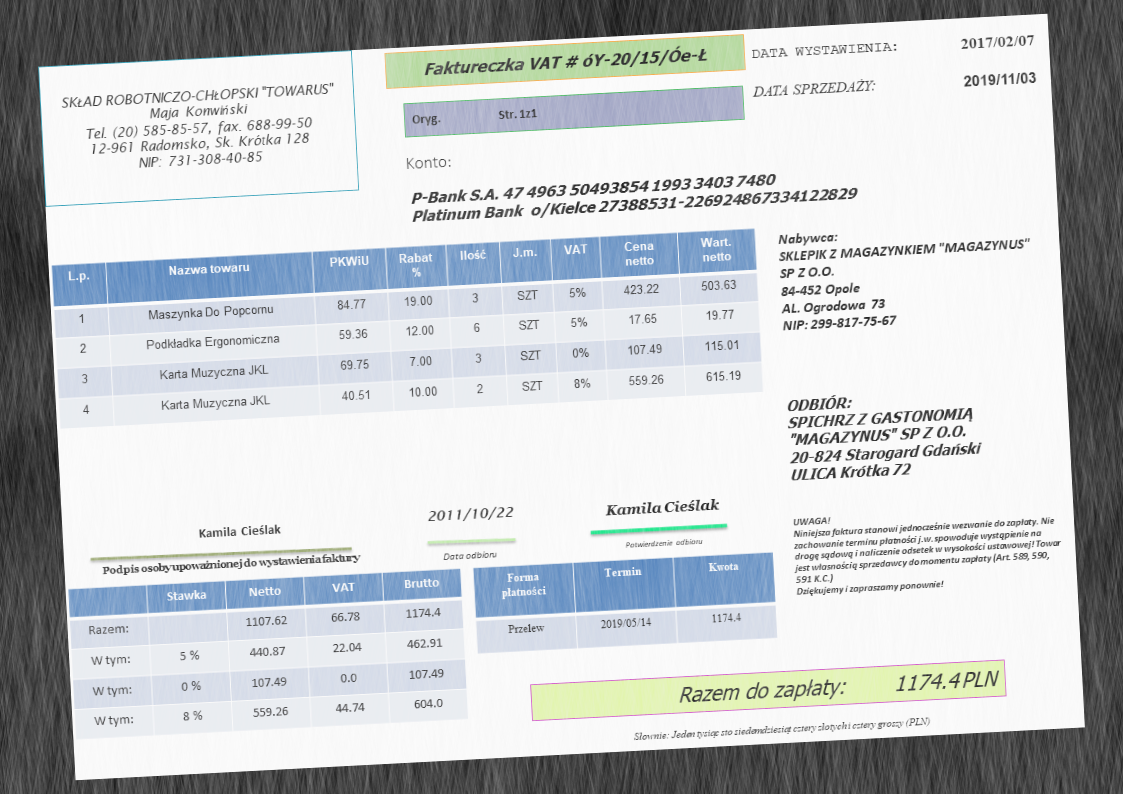 SKŁAD ROBOTNICZO-CHŁOPSKI "TOWARUS"
Maja Konwiński
Tel. (20) 585-85-57, fax. 688-99-50
12-961 Radomsko, Sk. Krótka 128
NIP: 731-308-40-85
Faktureczka VAT # óY-20/15/Óe-Ł
Oryg. Str. 1z1
DATA WYSTAWIENIA: 2017/02/07
DATA SPRZEDAŻY: 2019/11/03
Konto:
P-Bank S.A. 47 4963 50493854 1993 3403 7480
Platinum Bank o/Kielce 27388531-226924867334122829
L.p. Nazwa towaru PKWiU Rabat % Ilość J.m. VAT Cena netto Wart. netto
1 Maszynka Do Popcornu 84.77 19.00 3 SZT 5% 423.22 503.63
2 Podkładka Ergonomiczna 59.36 12.00 6 SZT 5% 17.65 19.77
3 Karta Muzyczna JKL 69.75 7.00 3 SZT 0% 107.49 115.01
4 Karta Muzyczna JKL 40.51 10.00 2 SZT 8% 559.26 615.19
Nabywca:
SKLEPIK Z MAGAZYNKIEM "MAGAZYNUS"
SP Z O.O.
84-452 Opole
AL. Ogrodowa 73
NIP: 299-817-75-67
ODBIÓR:
SPICHRZ Z GASTONOMIĄ
"MAGAZYNUS" SP Z O.O.
20-824 Starogard Gdański
ULICA Krótka 72
Kamila Cieślak
Podpis osoby upoważnionej do wystawienia faktury
2011/10/22
Data odbioru
Kamila Cieślak
Potwierdzenie odbioru
UWAGA!
Niniejsza faktura stanowi jednocześnie wezwanie do zapłaty. Nie
zachowanie terminu płatności j.w. spowoduje wystąpienie na
drogę sądową i naliczenie odsetek w wysokości ustawowej! Towar
jest własnością sprzedawcy do momentu zapłaty (Art. 589, 590,
591 K.C.)
Dziękujemy i zapraszamy ponownie!
Stawka Netto VAT Brutto
Razem: 1107.62 66.78 1174.4
W tym: 5 % 440.87 22.04 462.91
W tym: 0 % 107.49 0.0 107.49
W tym: 8 % 559.26 44.74 604.0
Forma płatności Termin Kwota
Przelew 2019/05/14 1174.4
Razem do zapłaty: 1174.4 PLN
Słownie: Jeden tysiąc sto siedemdziesiąt cztery złotych i cztery groszy (PLN)